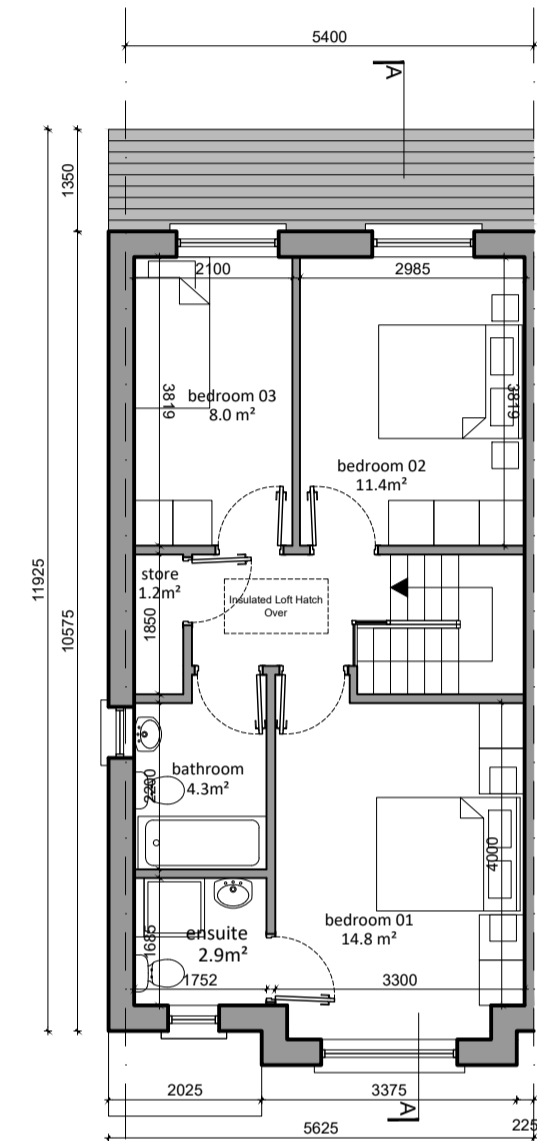 5400
A
1350
2100
2985
3819
bedroom 03
8.0 m²
3819
bedroom 02
11.4m²
11925
10575
store
1.2m²
1850
Insulated Loft Hatch
Over
bathroom
4.3m²
2200
4000
bedroom 01
14.8 m²
1685
ensuite
2.9m²
1752
3300
2025
3375
A
5625
225